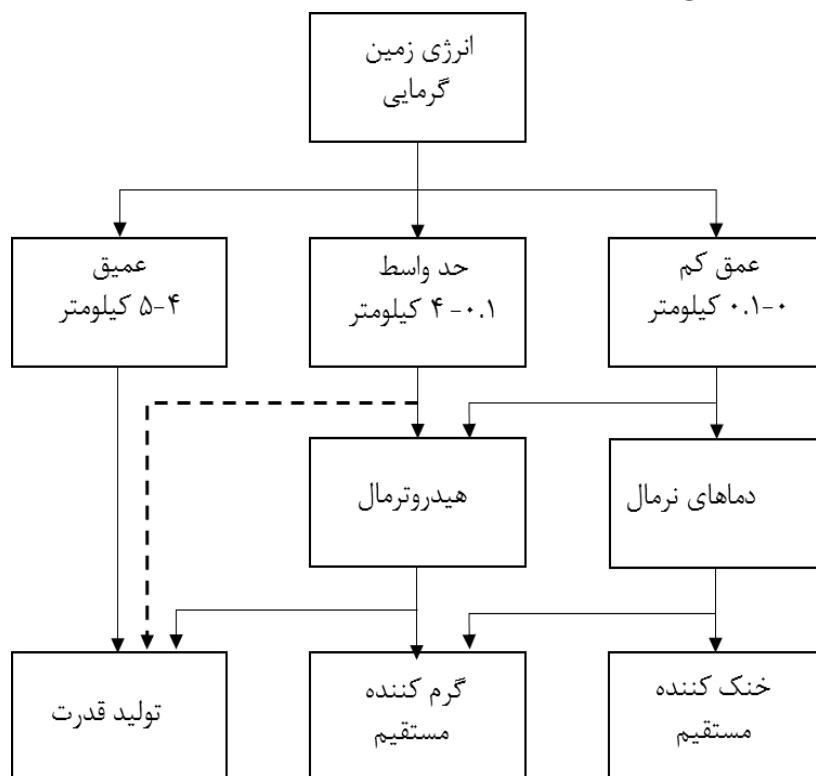 انرژی زمین
گرمایی
عمق کم
۰-۰.۱ کیلومتر
حد واسط
۰.۱-۴ کیلومتر
عمیق
۴-۵ کیلومتر
دماهای نرمال
هیدروترمال
خنک کننده
مستقیم
گرم کننده
مستقیم
تولید قدرت